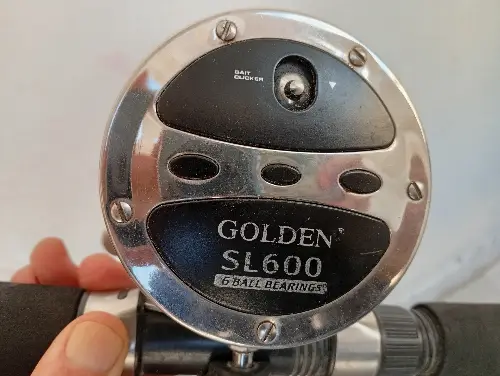 BAIT
CLICKER
GOLDEN
SL600
6 BALL BEARINGS